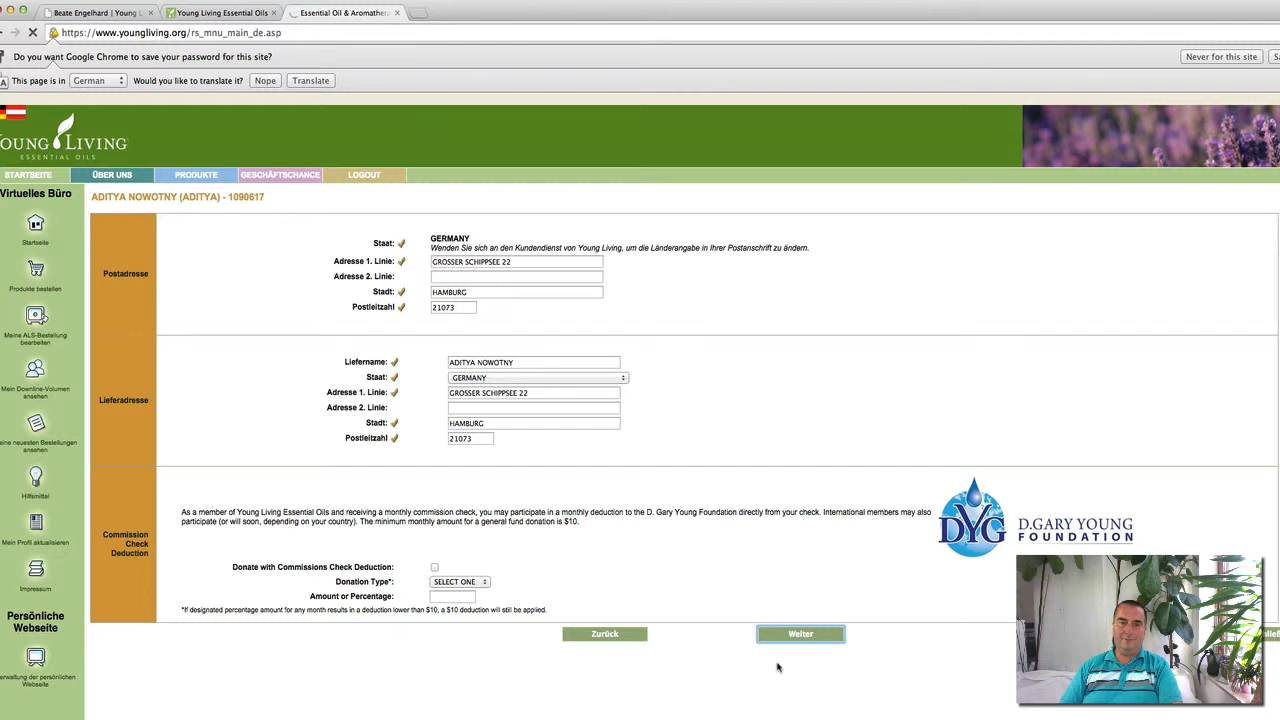 Beate Engelhard | Young L
Young Living Essential Oils
Essential Oil & Aromathera
https://www.youngliving.org/rs_mnu_main_de.asp
Do you want Google Chrome to save your password for this site?
Never for this site
Sa
This page is in
German
Would you like to translate it?
Nope
Translate
YOUNG LIVING
ESSENTIAL OILS
STARTSEITE
ÜBER UNS
PRODUKTE
GESCHÄFTSCHANCE
LOGOUT
Virtuelles Büro
ADITYA NOWOTNY (ADITYA) - 1090617
Startseite
Produkte bestellen
Meine ALS-Bestellung
bearbeiten
Mein Downline-Volumen
ansehen
eine neuesten Bestellungen
ansehen
Hilfsmittel
Mein Profil aktualisieren
Impressum
Persönliche
Webseite
erwaltung der persönlichen
Webseite
Postadresse
Staat:
GERMANY
Wenden Sie sich an den Kundendienst von Young Living, um die Länderangabe in Ihrer Postanschrift zu ändern.
Adresse 1. Linie:
GROSSER SCHIPPSEE 22
Adresse 2. Linie:
Stadt:
HAMBURG
Postleitzahl
21073
Lieferadresse
Liefername:
ADITYA NOWOTNY
Staat:
GERMANY
Adresse 1. Linie:
GROSSER SCHIPPSEE 22
Adresse 2. Linie:
Stadt:
HAMBURG
Postleitzahl
21073
Commission
Check
Deduction
As a member of Young Living Essential Oils and receiving a monthly commission check, you may participate in a monthly deduction to the D. Gary Young Foundation directly from your check. International members may also
participate (or will soon, depending on your country). The minimum monthly amount for a general fund donation is $10.
DYG
D.GARY YOUNG
FOUNDATION
Donate with Commissions Check Deduction:
Donation Type*:
SELECT ONE
Amount or Percentage:
*If designated percentage amount for any month results in a deduction lower than $10, a $10 deduction will still be applied.
Zurück
Weiter